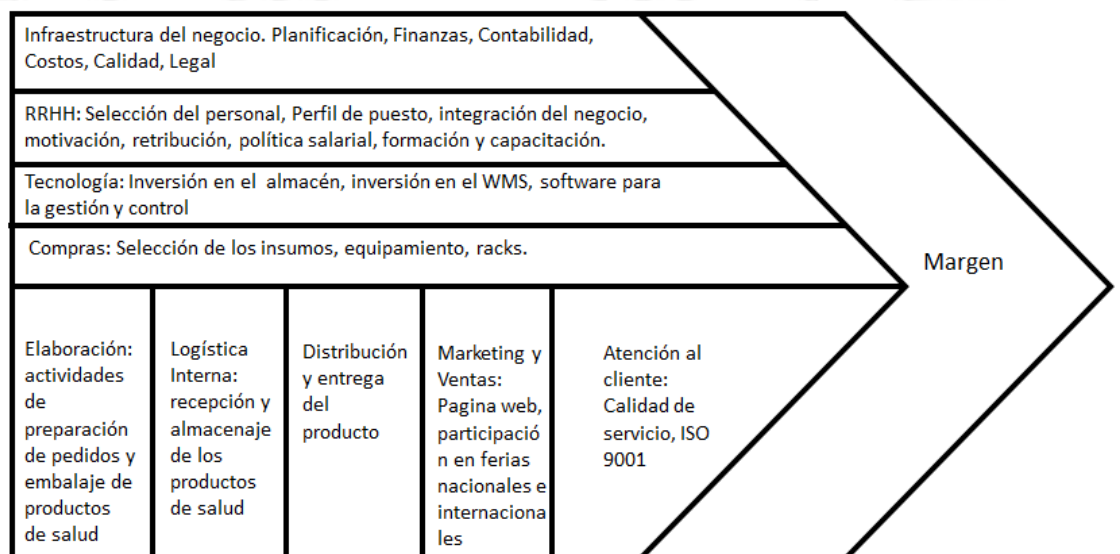 Infraestructura del negocio. Planificación, Finanzas, Contabilidad,
Costos, Calidad, Legal
RRHH: Selección del personal, Perfil de puesto, integración del negocio,
motivación, retribución, política salarial, formación y capacitación.
Tecnología: Inversión en el almacén, inversión en el WMS, software para
la gestión y control
Compras: Selección de los insumos, equipamiento, racks.
Margen
Elaboración:
actividades
de
preparación
de pedidos y
embalaje de
productos
de salud
Logística
Interna:
recepción y
almacenaje
de los
productos
de salud
Distribución
y entrega
del
producto
Marketing y
Ventas:
Pagina web,
participació
n en ferias
nacionales e
internaciona
les
Atención al
cliente:
Calidad de
servicio, ISO
9001